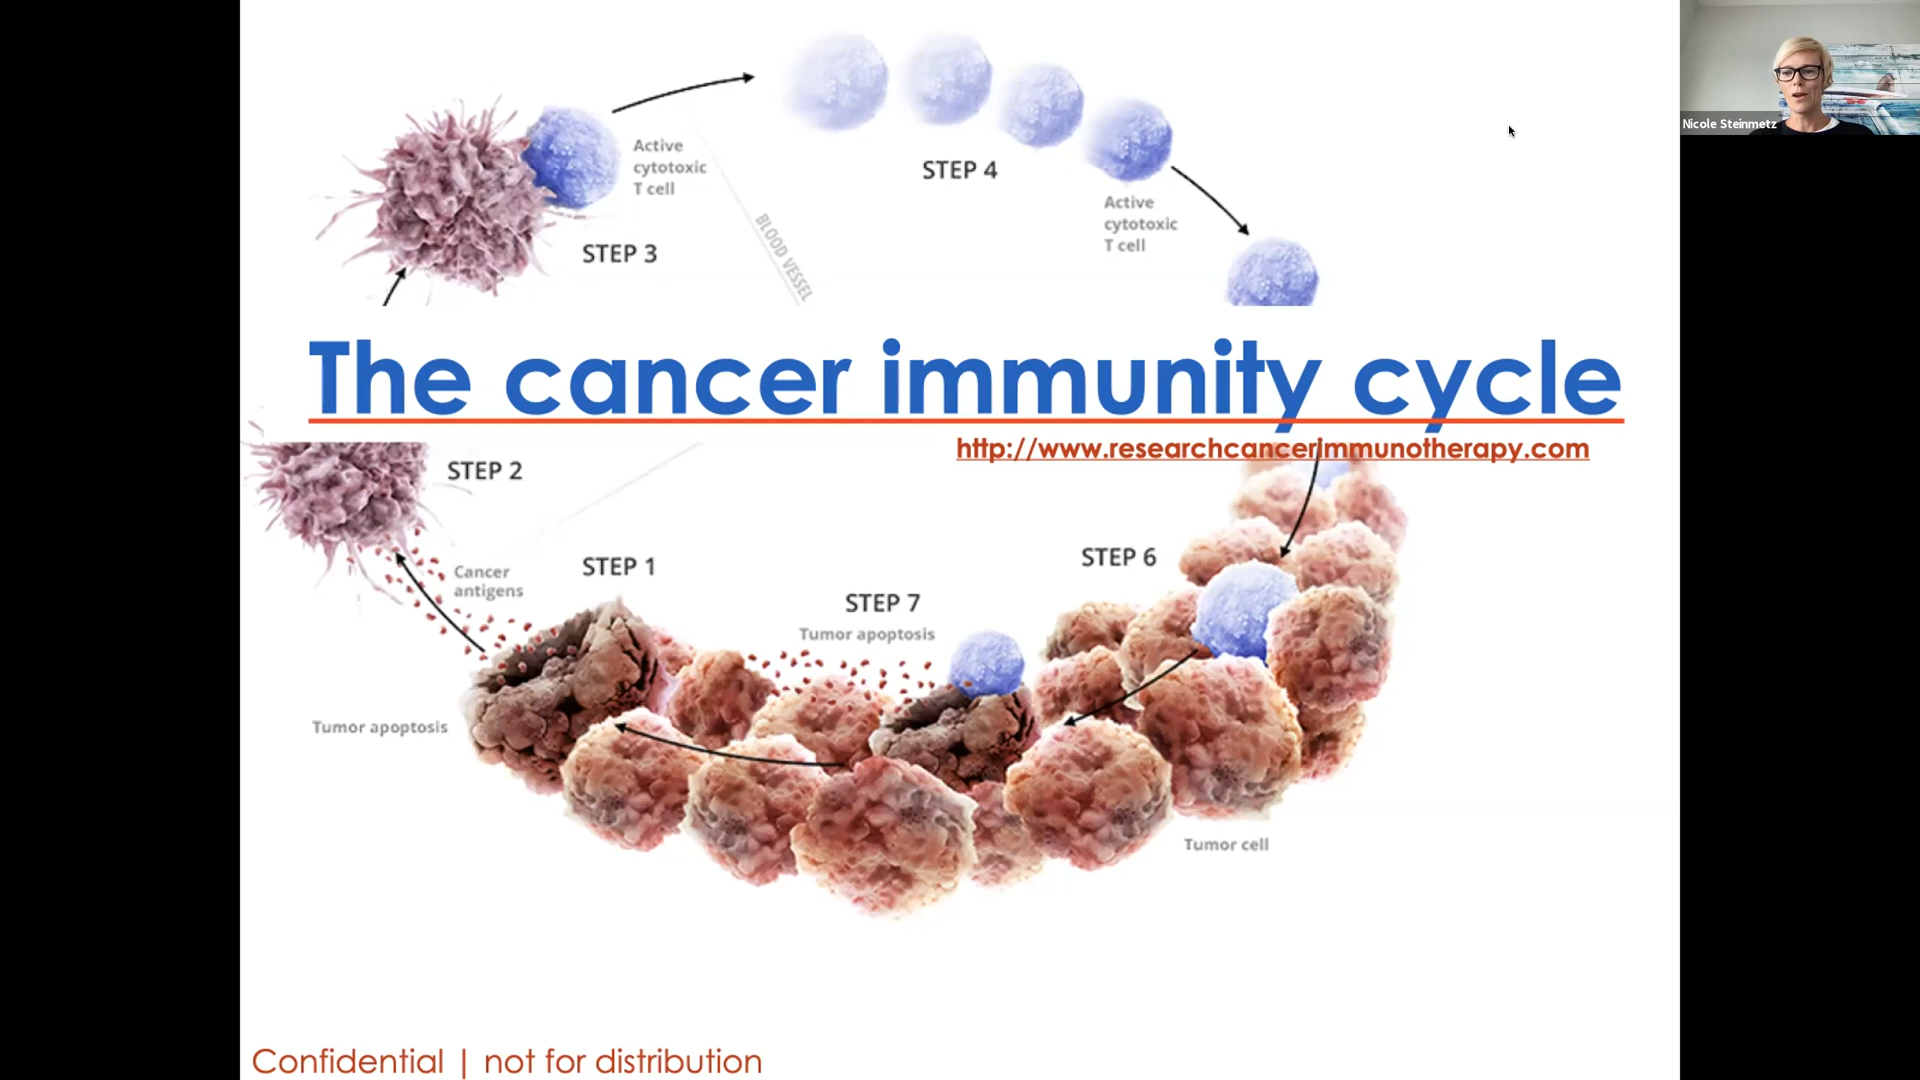 Nicole Steinmetz
Active
cytotoxic
T cell
STEP 3
BLOOD VESSEL
STEP 4
Active
cytotoxic
T cell
The cancer immunity cycle
http://www.researchcancerimmunotherapy.com
STEP 2
Cancer
antigens
STEP 1
STEP 7
Tumor apoptosis
STEP 6
Tumor apoptosis
Tumor cell
Confidential | not for distribution